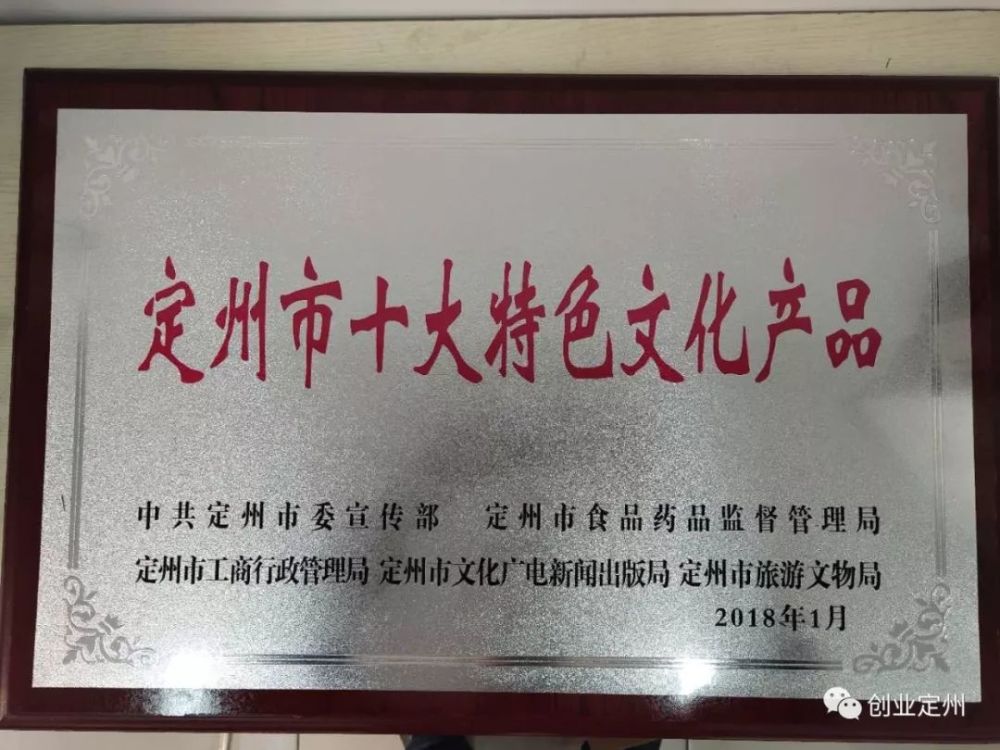 定州市十大特色文化产品
中共定州市委宣传部 定州市食品药品监督管理局
定州市工商行政管理局 定州市文化广电新闻出版局 定州市旅游文物局
2018年1月
创业定州